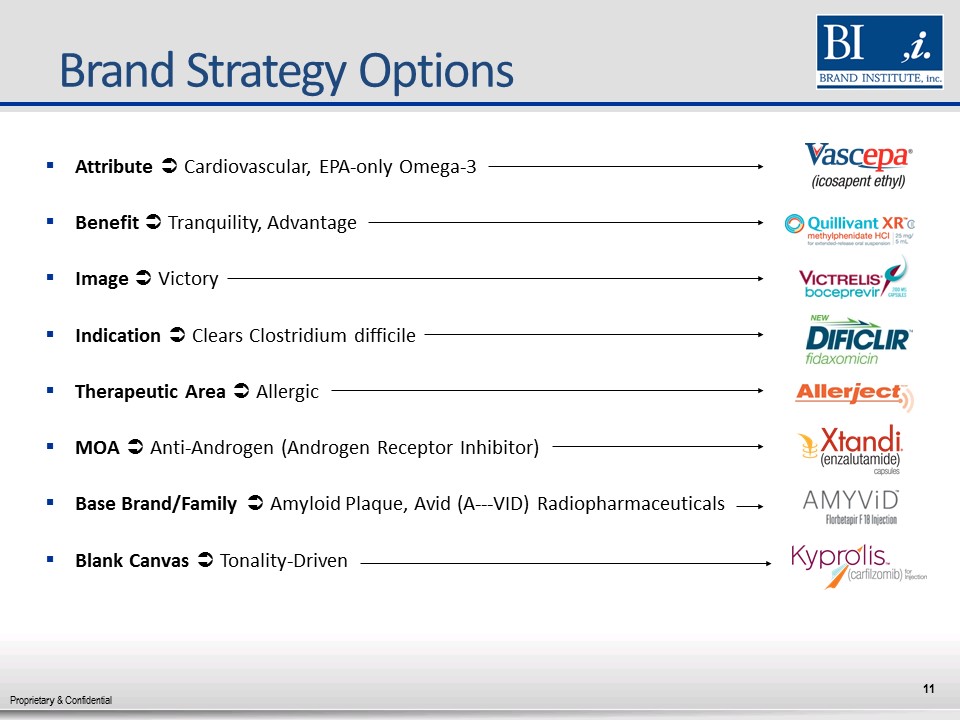 Brand Strategy Options
BI ,i.
BRAND INSTITUTE, inc.
▪ Attribute ➲ Cardiovascular, EPA-only Omega-3
Vascepa®
(icosapent ethyl)
▪ Benefit ➲ Tranquility, Advantage
Quillivant XR™ C
methylphenidate HCl 25 mg/
for extended-release oral suspension 5 mL
▪ Image ➲ Victory
VICTRELIS®
boceprevir
CAPSULES
▪ Indication ➲ Clears Clostridium difficile
NEW
DIFICLIR™
fidaxomicin
▪ Therapeutic Area ➲ Allergic
Allerject
▪ MOA ➲ Anti-Androgen (Androgen Receptor Inhibitor)
Xtandi
(enzalutamide)
capsules
▪ Base Brand/Family ➲ Amyloid Plaque, Avid (A---VID) Radiopharmaceuticals
AMYViD™
Florbetapir F 18 Injection
▪ Blank Canvas ➲ Tonality-Driven
Kyprolis™
(carfilzomib) for
Injection
11
Proprietary & Confidential